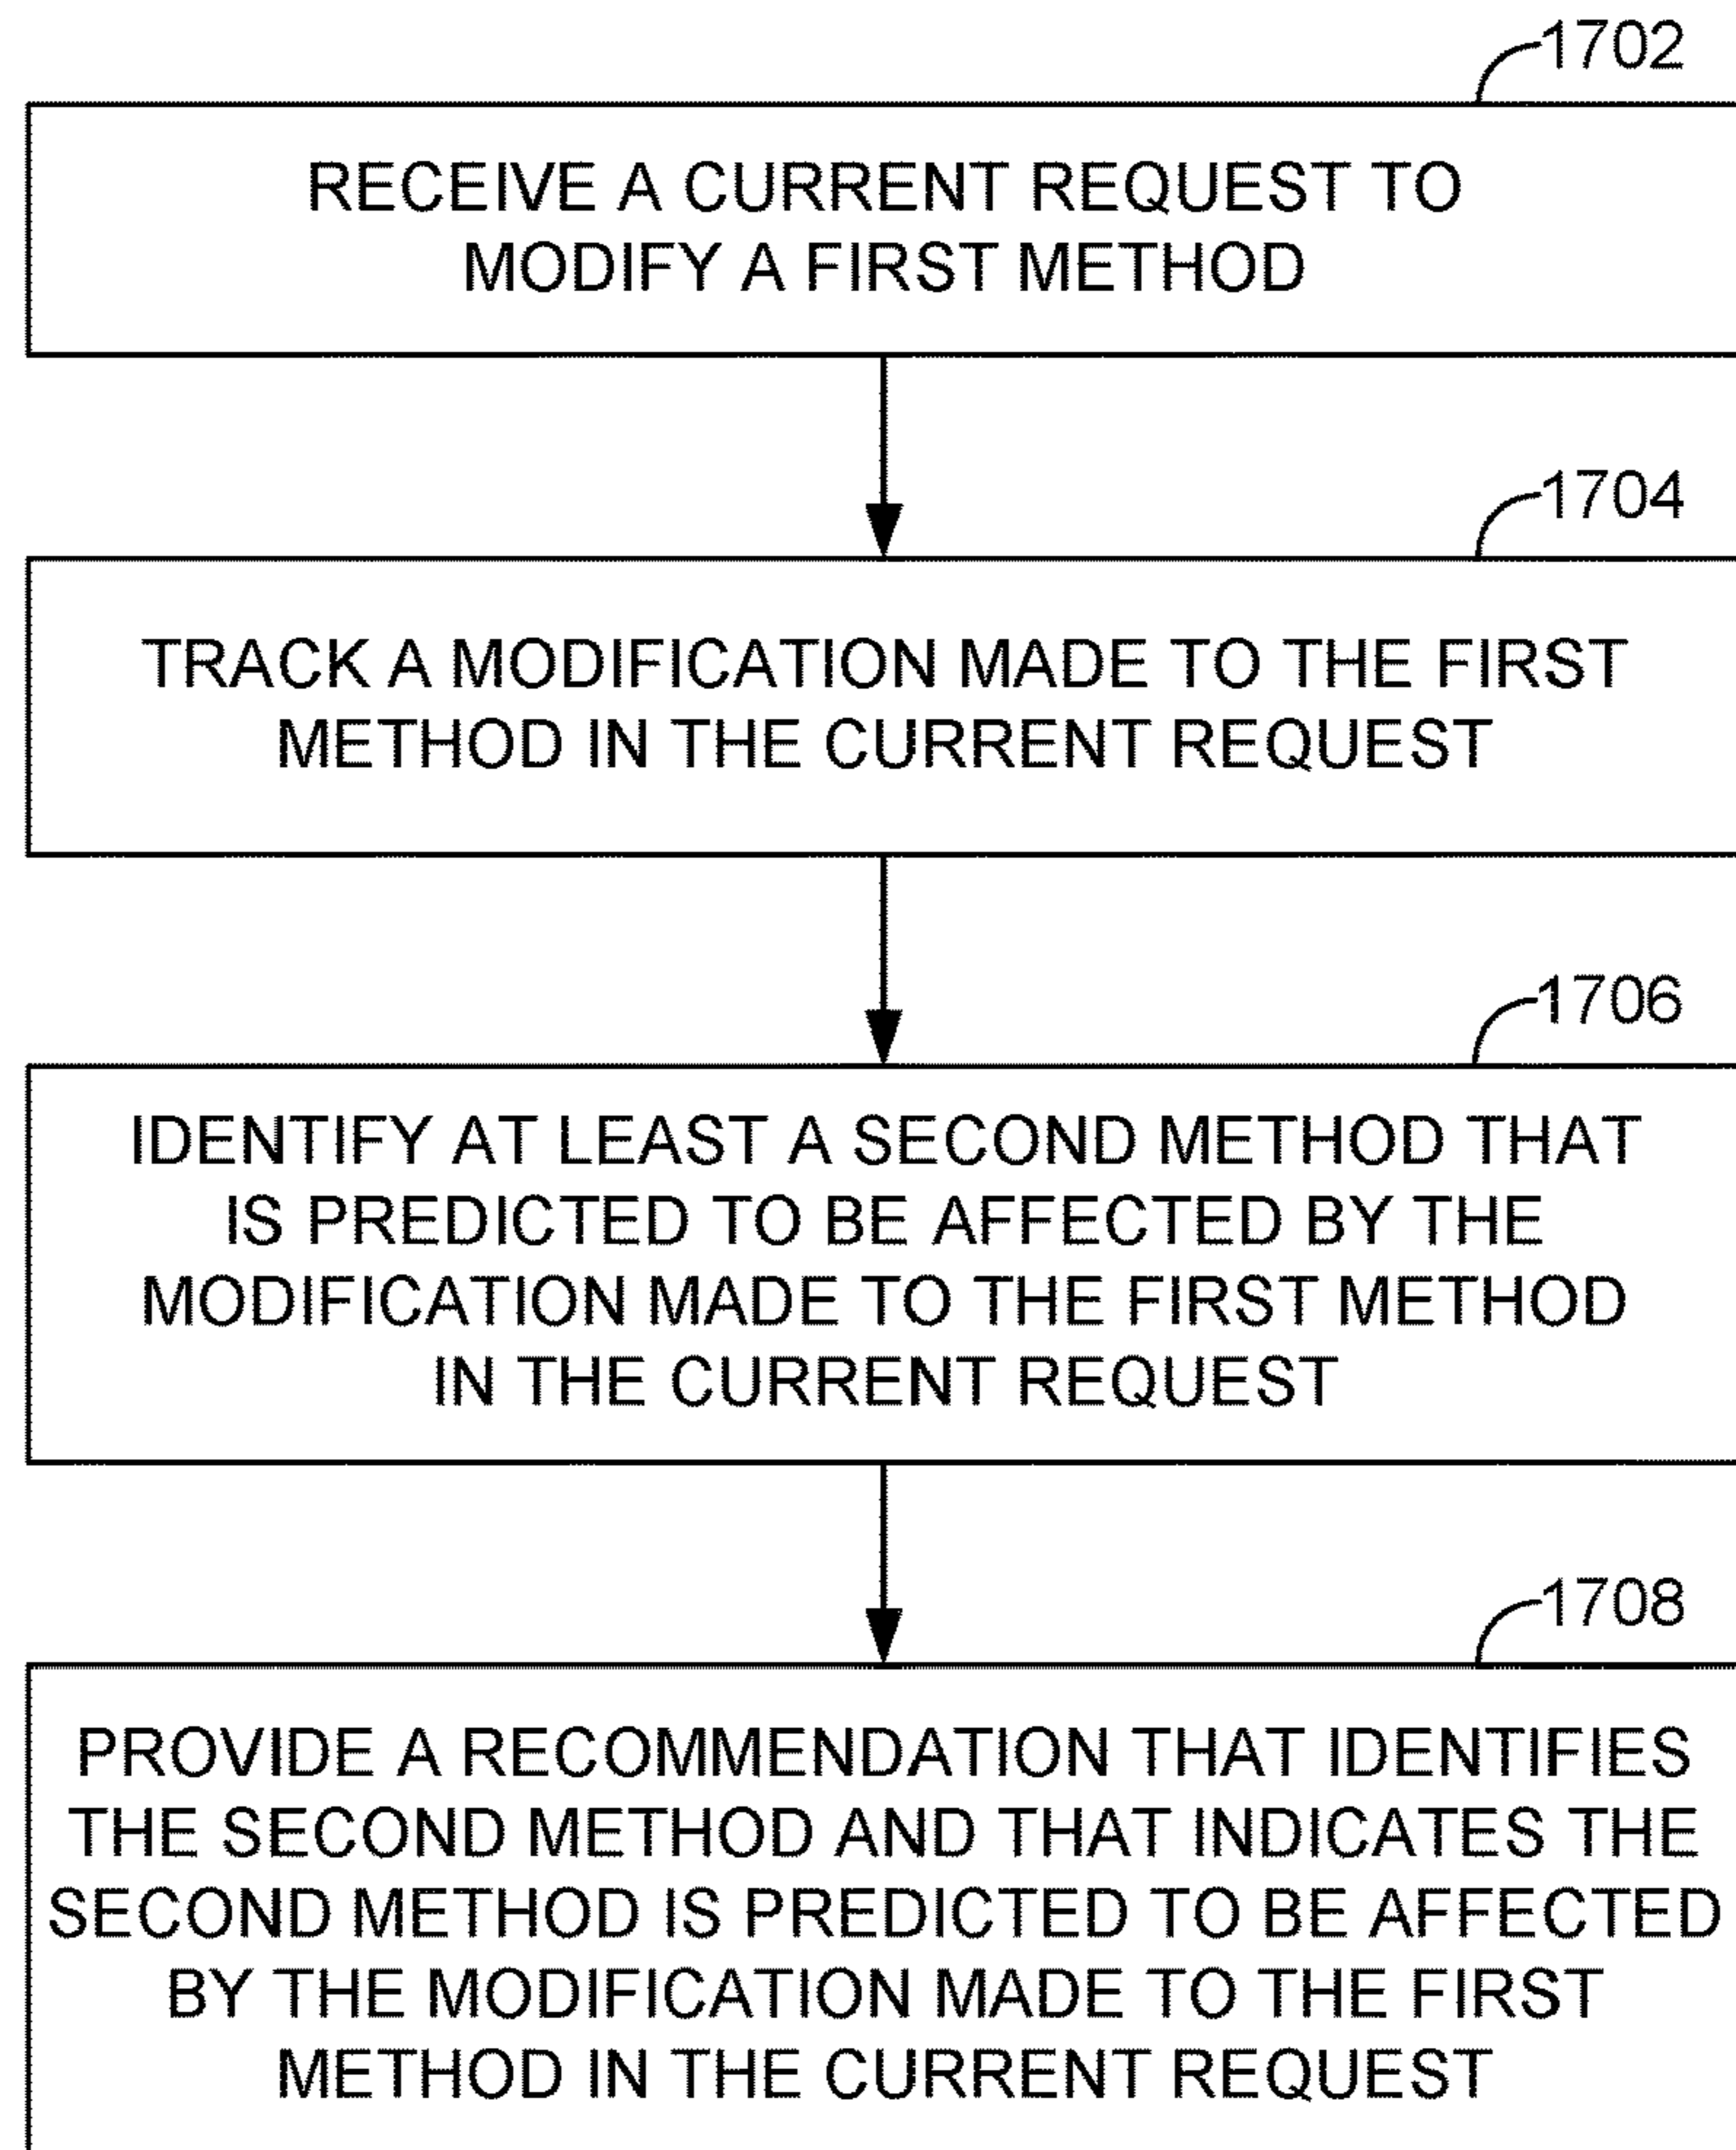 1702
RECEIVE A CURRENT REQUEST TO
MODIFY A FIRST METHOD
1704
TRACK A MODIFICATION MADE TO THE FIRST
METHOD IN THE CURRENT REQUEST
1706
IDENTIFY AT LEAST A SECOND METHOD THAT
IS PREDICTED TO BE AFFECTED BY THE
MODIFICATION MADE TO THE FIRST METHOD
IN THE CURRENT REQUEST
1708
PROVIDE A RECOMMENDATION THAT IDENTIFIES
THE SECOND METHOD AND THAT INDICATES THE
SECOND METHOD IS PREDICTED TO BE AFFECTED
BY THE MODIFICATION MADE TO THE FIRST
METHOD IN THE CURRENT REQUEST